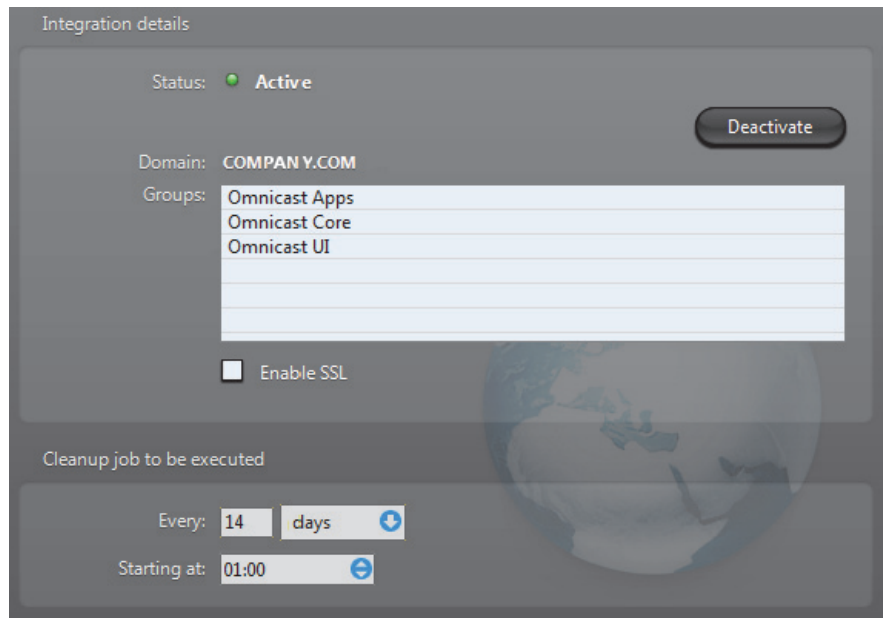 Integration details
Status: Active
Deactivate
Domain: COMPANY.COM
Groups: Omnicast Apps
Omnicast Core
Omnicast UI
Enable SSL
Cleanup job to be executed
Every: 14 days
Starting at: 01:00